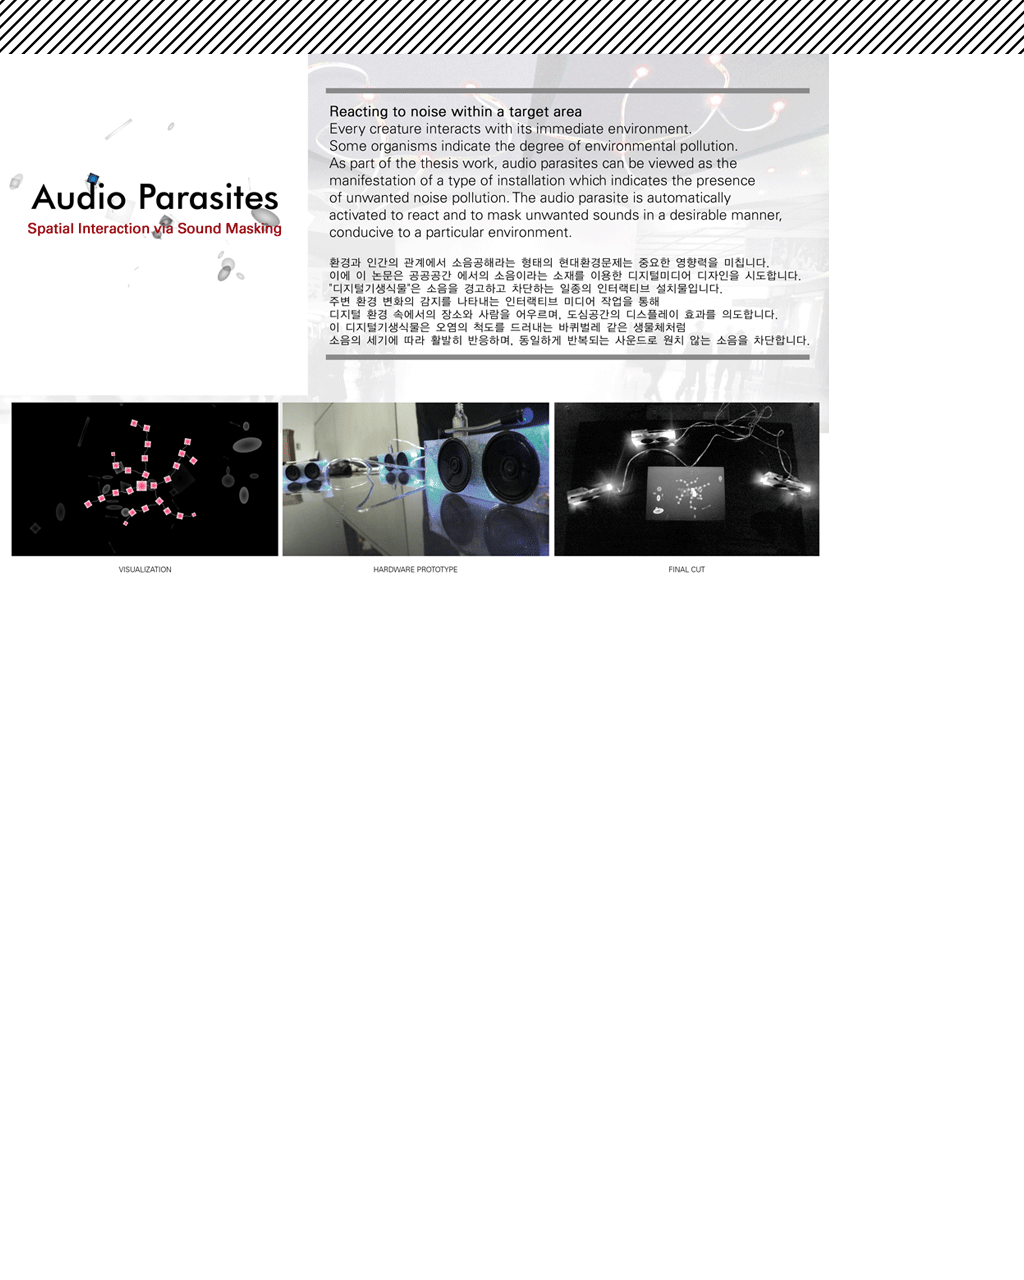 Audio Parasites
Spatial Interaction via Sound Masking
Reacting to noise within a target area
Every creature interacts with its immediate environment.
Some organisms indicate the degree of environmental pollution.
As part of the thesis work, audio parasites can be viewed as the
manifestation of a type of installation which indicates the presence
of unwanted noise pollution. The audio parasite is automatically
activated to react and to mask unwanted sounds in a desirable manner,
conducive to a particular environment.
환경과 인간의 관계에서 소음공해라는 형태의 현대환경문제는 중요한 영향력을 미칩니다.
이에 이 논문은 공공공간 에서의 소음이라는 소재를 이용한 디지털미디어 디자인을 시도합니다.
"디지털기생식물"은 소음을 경고하고 차단하는 일종의 인터랙티브 설치물입니다.
주변 환경 변화의 감지를 나타내는 인터랙티브 미디어 작업을 통해
디지털 환경 속에서의 장소와 사람을 어우르며, 도심공간의 디스플레이 효과를 의도합니다.
이 디지털기생식물은 오염의 척도를 드러내는 바퀴벌레 같은 생물체처럼
소음의 세기에 따라 활발히 반응하며, 동일하게 반복되는 사운드로 원치 않는 소음을 차단합니다.
VISUALIZATION
HARDWARE PROTOTYPE
FINAL CUT